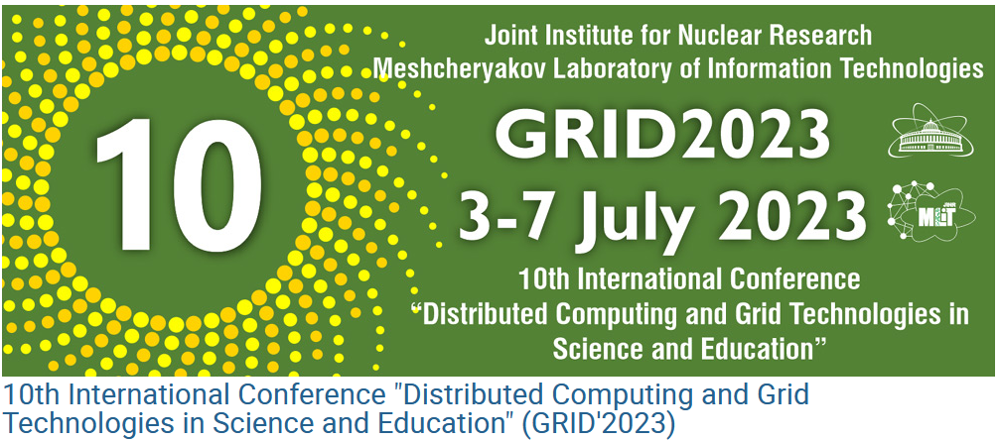 10
Joint Institute for Nuclear Research
Meshcheryakov Laboratory of Information Technologies
GRID2023
3-7 July 2023
JINR
MLIT
10th International Conference
“Distributed Computing and Grid Technologies in
Science and Education”
10th International Conference "Distributed Computing and Grid
Technologies in Science and Education" (GRID'2023)